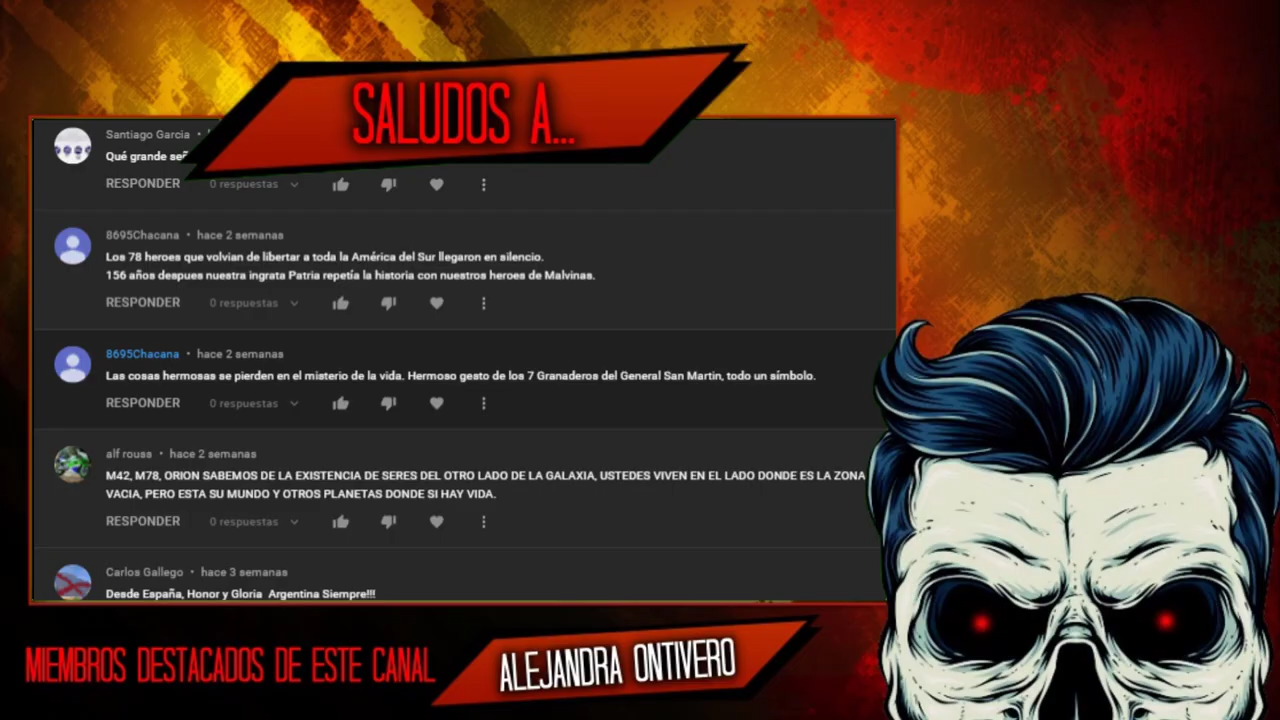 SALUDOS A...
Santiago Garcia •
Qué grande
RESPONDER 0 respuestas
8695Chacana • hace 2 semanas
Los 78 heroes que volvian de libertar a toda la América del Sur llegaron en silencio.
156 años despues nuestra ingrata Patria repetía la historia con nuestros heroes de Malvinas.
RESPONDER 0 respuestas
8695Chacana • hace 2 semanas
Las cosas hermosas se pierden en el misterio de la vida. Hermoso gesto de los 7 Granaderos del General San Martin, todo un símbolo.
RESPONDER 0 respuestas
alf rouss • hace 2 semanas
M42, M78, ORION SABEMOS DE LA EXISTENCIA DE SERES DEL OTRO LADO DE LA GALAXIA, USTEDES VIVEN EN EL LADO DONDE ES LA ZONA
VACIA, PERO ESTA SU MUNDO Y OTROS PLANETAS DONDE SI HAY VIDA.
RESPONDER 0 respuestas
Carlos Gallego • hace 3 semanas
Desde España, Honor y Gloria Argentina Siempre!!!
MIEMBROS DESTACADOS DE ESTE CANAL
ALEJANDRA ONTIVERO